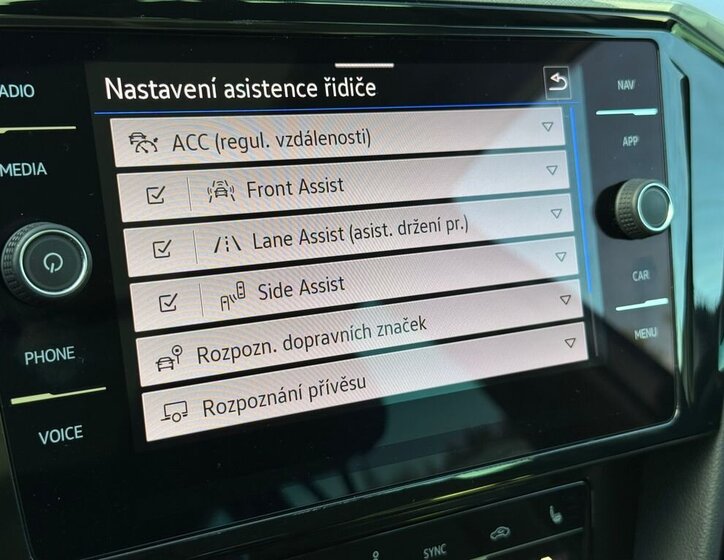 Nastavení asistence řidiče
ACC (regul. vzdálenosti)
Front Assist
Lane Assist (asist. držení pr.)
Side Assist
Rozpozn. dopravních značek
Rozpoznání přívěsu
ADIO
MEDIA
PHONE
VOICE
NAV
APP
CAR
MENU
SYNC